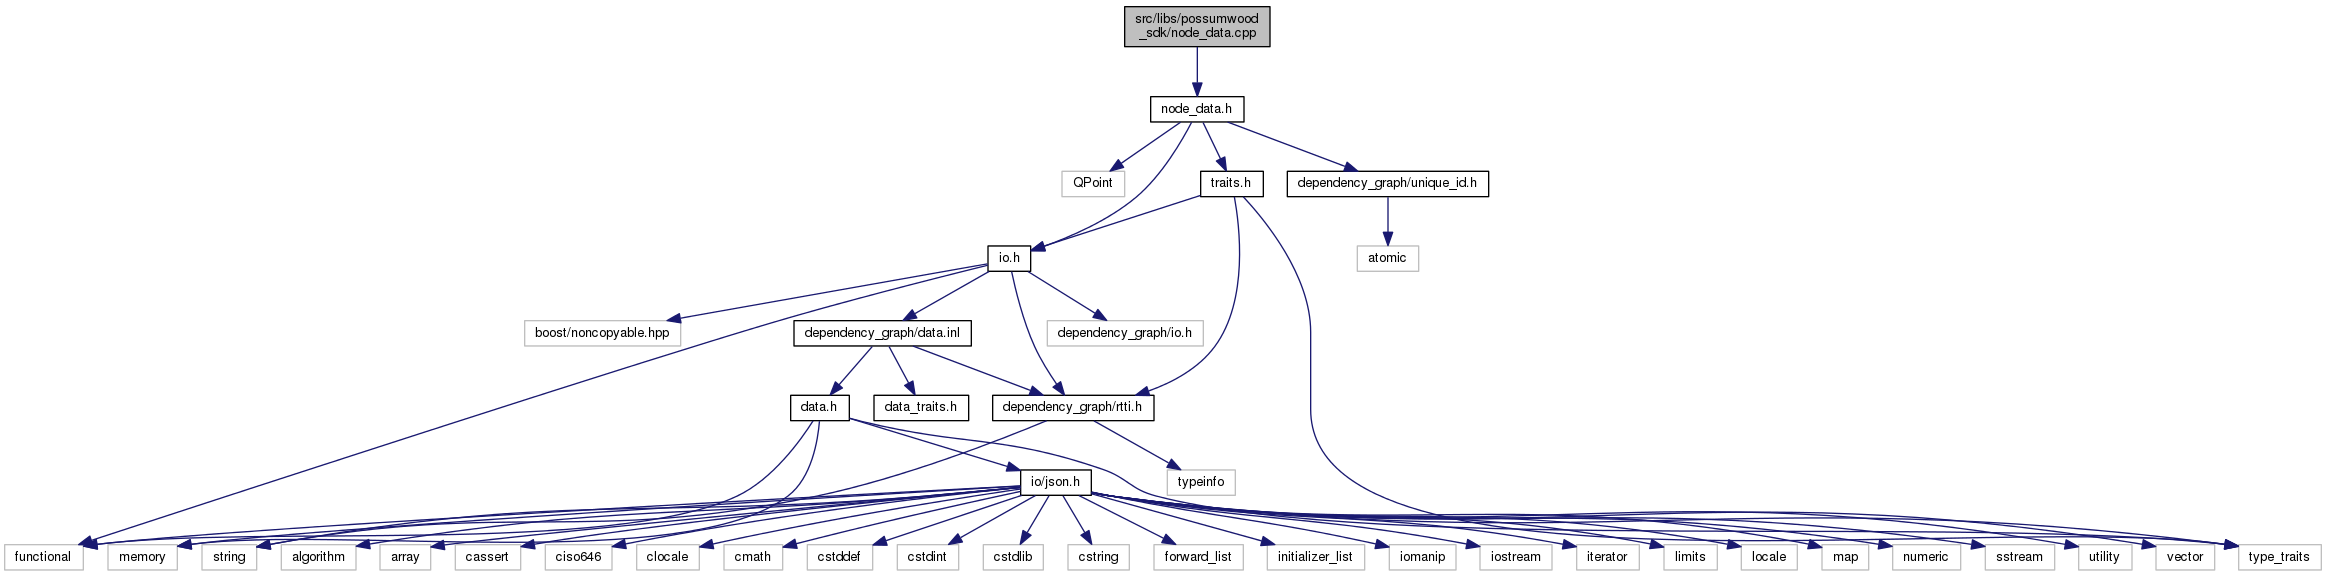 src/libs/possumwood
_sdk/node_data.cpp
node_data.h
QPoint
traits.h
dependency_graph/unique_id.h
io.h
atomic
boost/noncopyable.hpp
dependency_graph/data.inl
dependency_graph/io.h
data.h
data_traits.h
dependency_graph/rtti.h
io/json.h
typeinfo
functional
memory
string
algorithm
array
cassert
ciso646
clocale
cmath
cstddef
cstdint
cstdlib
cstring
forward_list
initializer_list
iomanip
iostream
iterator
limits
locale
map
numeric
sstream
utility
vector
type_traits